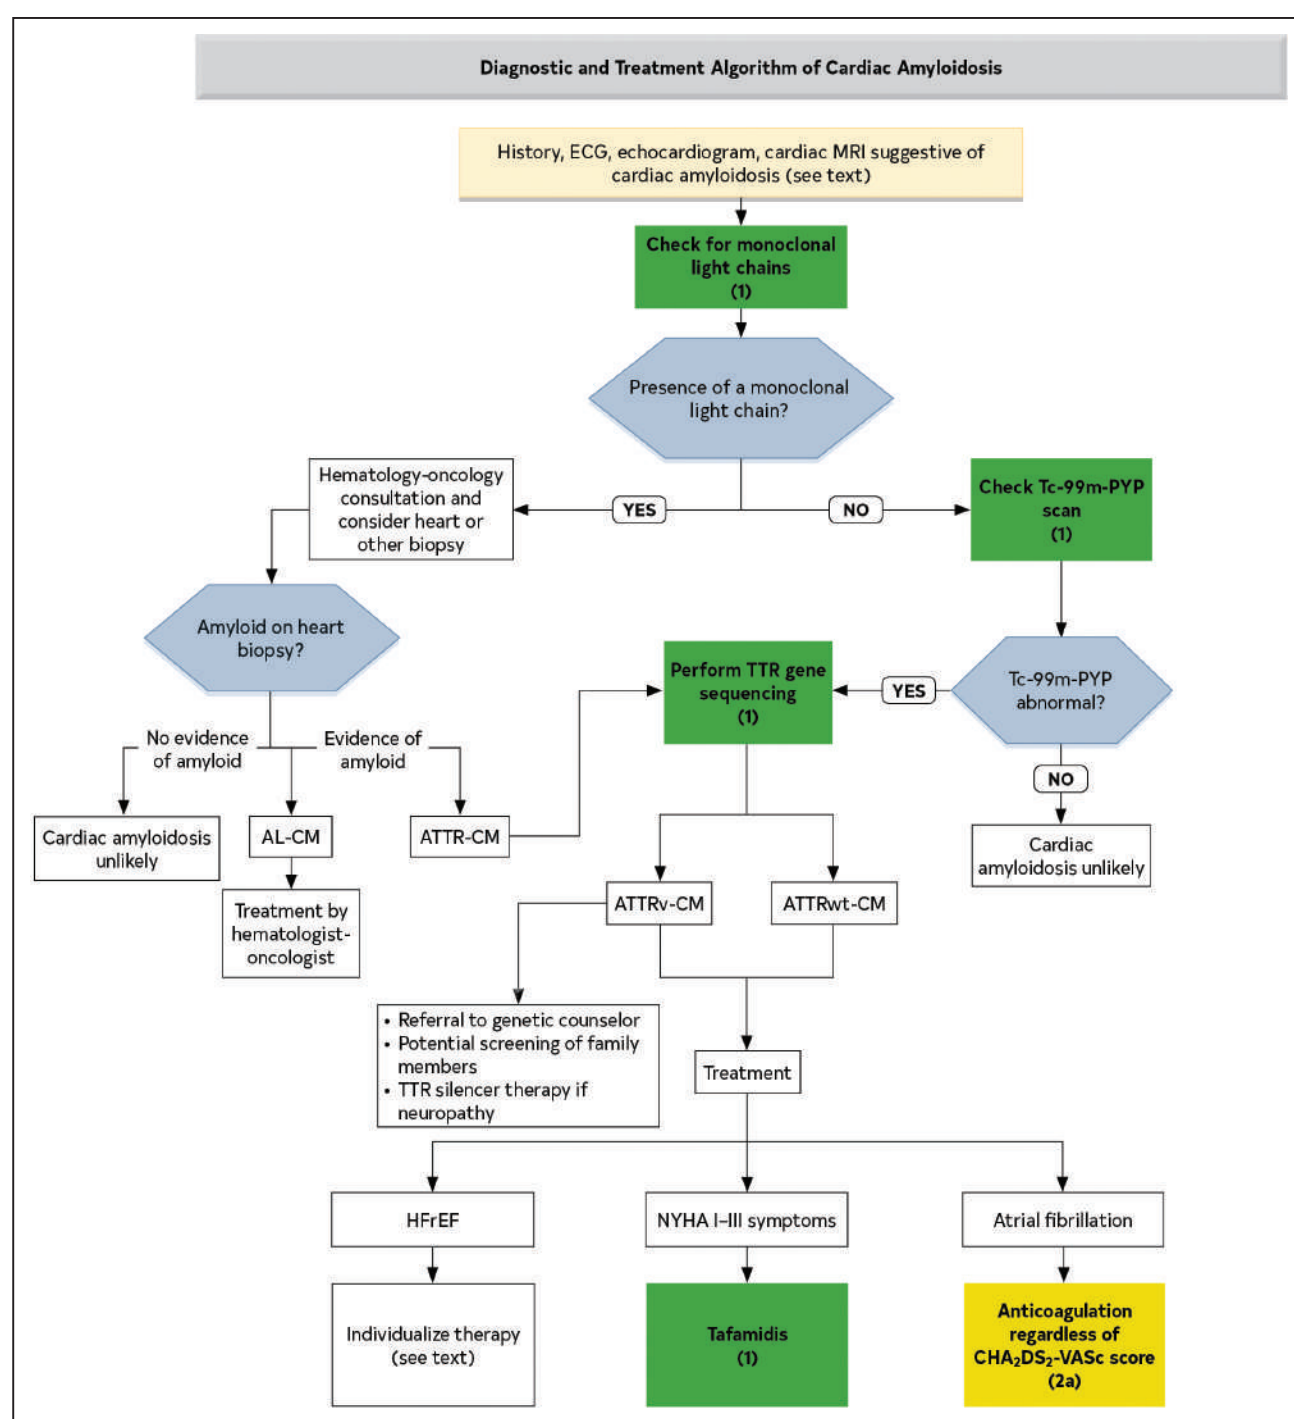 Diagnostic and Treatment Algorithm of Cardiac Amyloidosis
History, ECG, echocardiogram, cardiac MRI suggestive of
cardiac amyloidosis (see text)
Check for monoclonal
light chains
(1)
Presence of a monoclonal
light chain?
Hematology-oncology
consultation and
consider heart or
other biopsy
YES
NO
Check Tc-99m-PYP
scan
(1)
Amyloid on heart
biopsy?
Perform TTR gene
sequencing
(1)
YES
Tc-99m-PYP
abnormal?
No evidence
of amyloid
Evidence of
amyloid
NO
Cardiac amyloidosis
unlikely
AL-CM
ATTR-CM
Cardiac
amyloidosis unlikely
Treatment by
hematologist-
oncologist
ATTRv-CM
ATTRwt-CM
• Referral to genetic counselor
• Potential screening of family
members
• TTR silencer therapy if
neuropathy
Treatment
HFrEF
NYHA I–III symptoms
Atrial fibrillation
Individualize therapy
(see text)
Tafamidis
(1)
Anticoagulation
regardless of
CHA₂DS₂-VASc score
(2a)